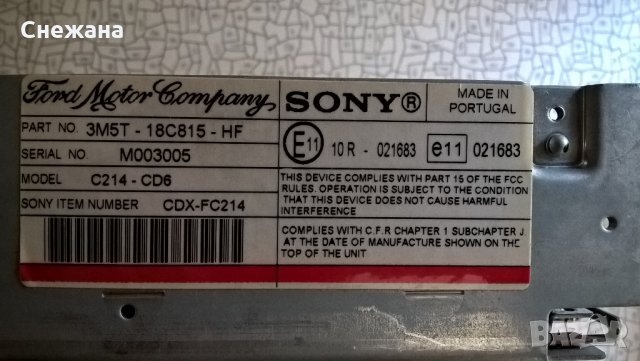 Снежана
Ford Motor Company
PART NO. 3M5T - 18C815 - HF
SERIAL NO. M003005
MODEL C214 - CD6
SONY ITEM NUMBER CDX-FC214
SONY®
MADE IN
PORTUGAL
E11 10 R - 021683 e11 021683
THIS DEVICE COMPLIES WITH PART 15 OF THE FCC
RULES. OPERATION IS SUBJECT TO THE CONDITION
THAT THIS DEVICE DOES NOT CAUSE HARMFUL
INTERFERENCE
COMPLIES WITH C.F.R CHAPTER 1 SUBCHAPTER J
AT THE DATE OF MANUFACTURE SHOWN ON THE
TOP OF THE UNIT
BAZAR